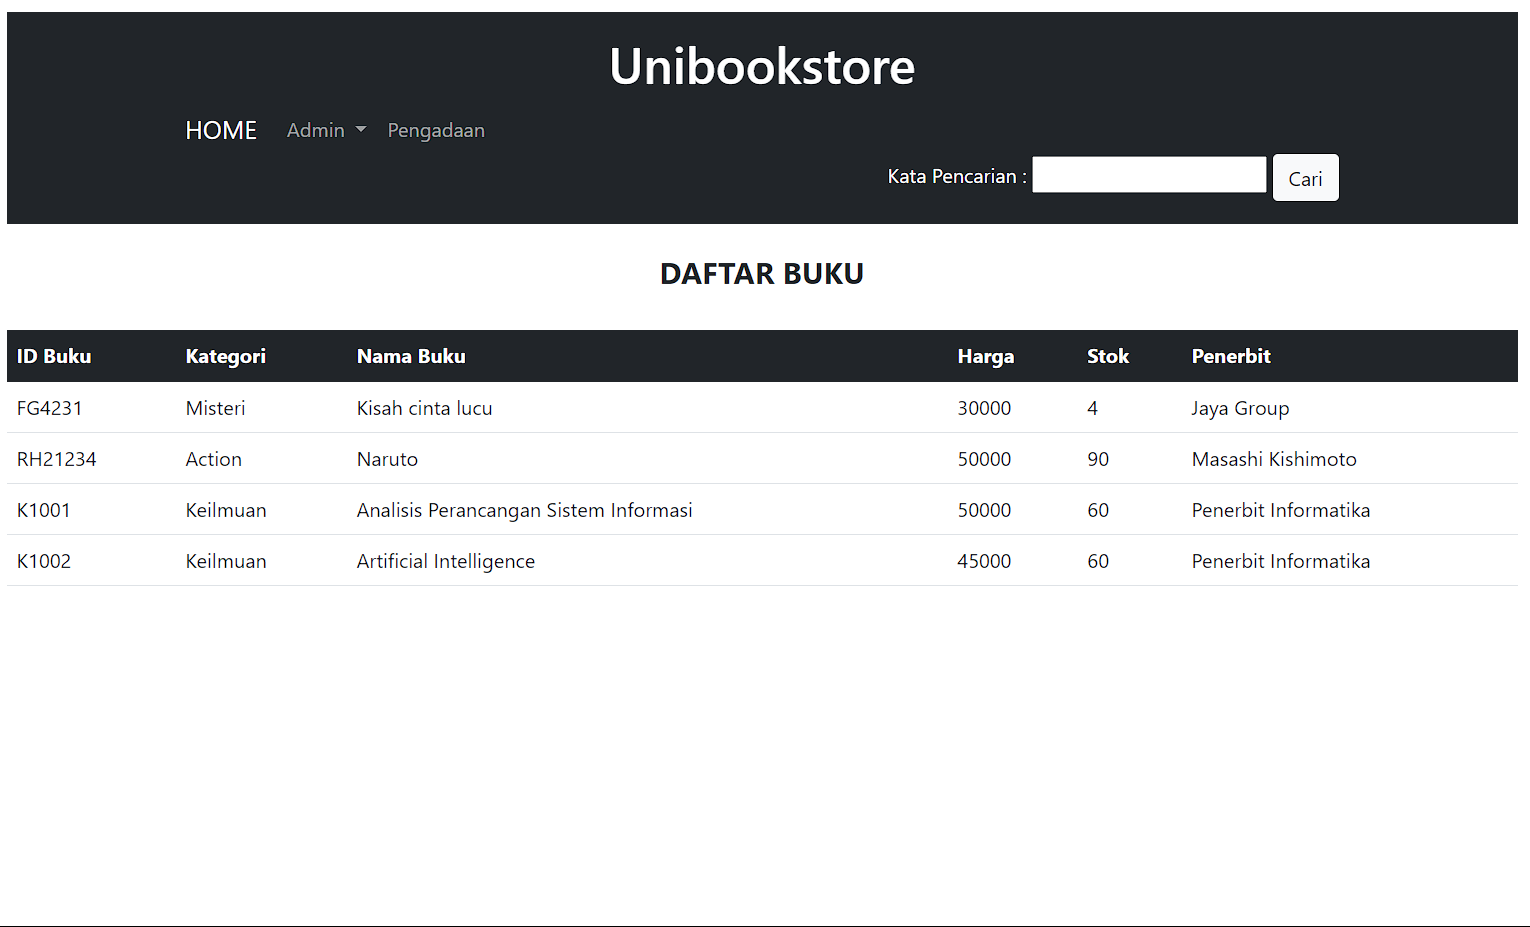 Unibookstore
HOME Admin Pengadaan
Kata Pencarian : Cari
DAFTAR BUKU
ID Buku Kategori Nama Buku Harga Stok Penerbit
FG4231 Misteri Kisah cinta lucu 30000 4 Jaya Group
RH21234 Action Naruto 50000 90 Masashi Kishimoto
K1001 Keilmuan Analisis Perancangan Sistem Informasi 50000 60 Penerbit Informatika
K1002 Keilmuan Artificial Intelligence 45000 60 Penerbit Informatika